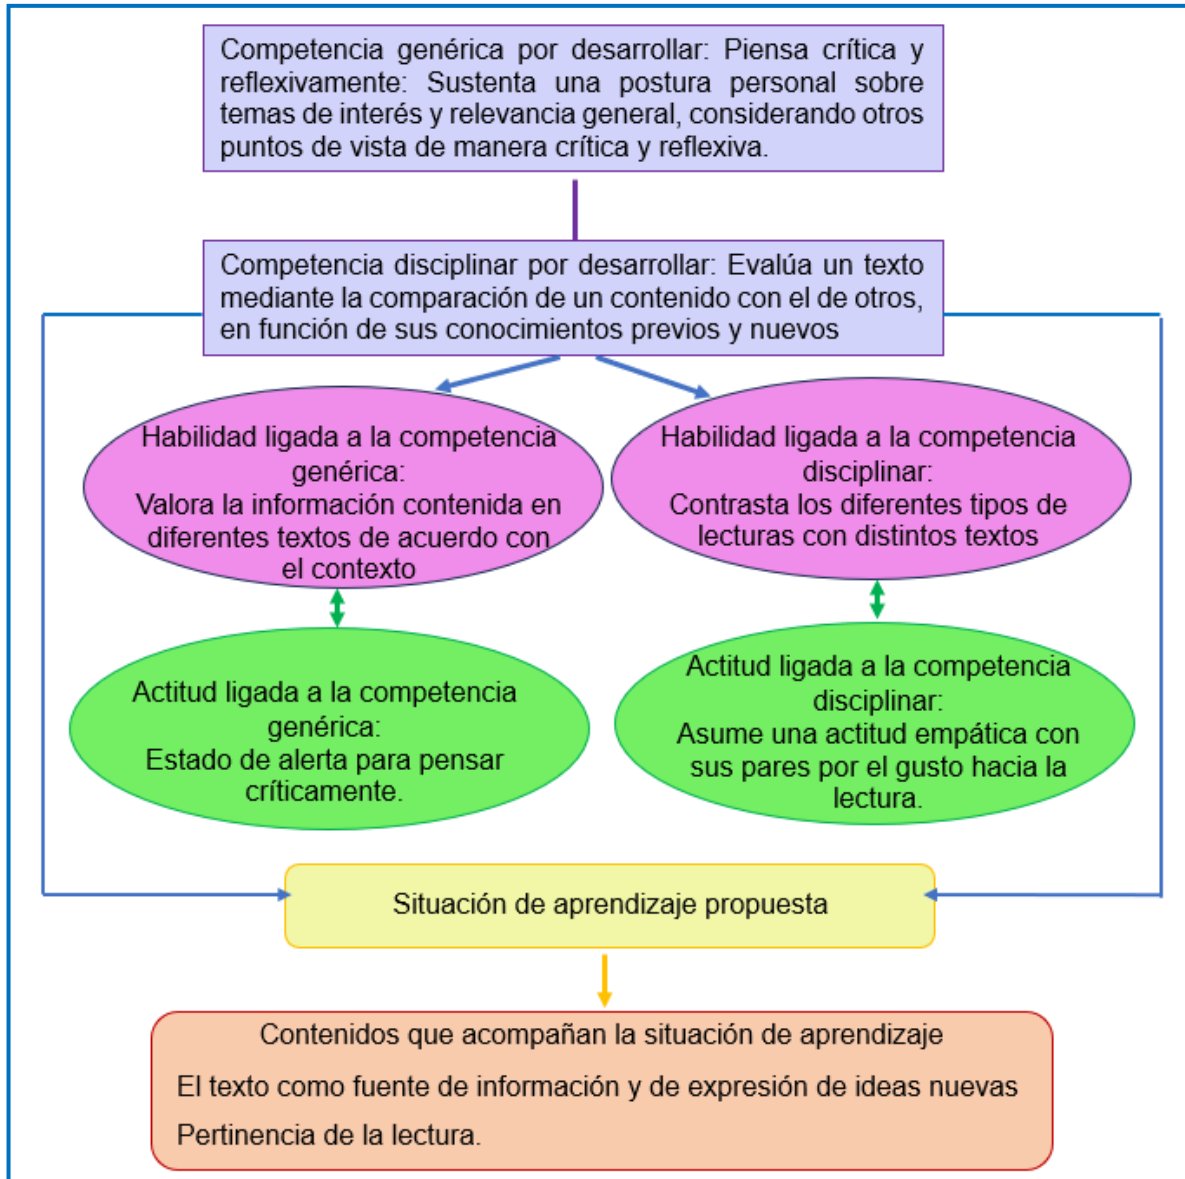 Competencia genérica por desarrollar: Piensa crítica y
reflexivamente: Sustenta una postura personal sobre
temas de interés y relevancia general, considerando otros
puntos de vista de manera crítica y reflexiva.
Competencia disciplinar por desarrollar: Evalúa un texto
mediante la comparación de un contenido con el de otros,
en función de sus conocimientos previos y nuevos
Habilidad ligada a la competencia
genérica:
Valora la información contenida en
diferentes textos de acuerdo con
el contexto
Habilidad ligada a la competencia
disciplinar:
Contrasta los diferentes tipos de
lecturas con distintos textos
Actitud ligada a la competencia
genérica:
Estado de alerta para pensar
críticamente.
Actitud ligada a la competencia
disciplinar:
Asume una actitud empática con
sus pares por el gusto hacia la
lectura.
Situación de aprendizaje propuesta
Contenidos que acompañan la situación de aprendizaje
El texto como fuente de información y de expresión de ideas nuevas
Pertinencia de la lectura.